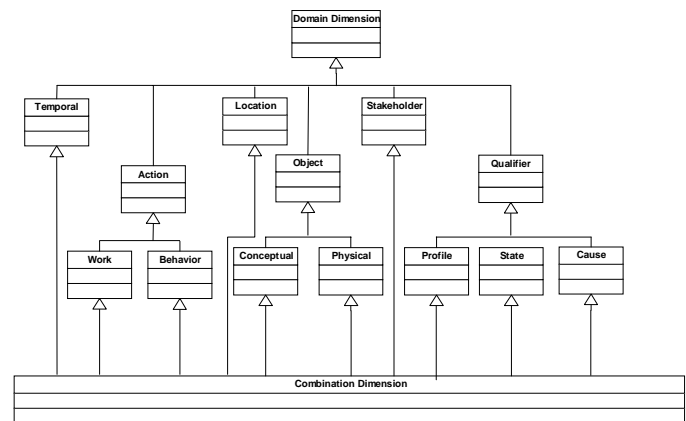 Domain Dimension
Temporal
Location
Stakeholder
Action
Object
Qualifier
Work
Behavior
Conceptual
Physical
Profile
State
Cause
Combination Dimension